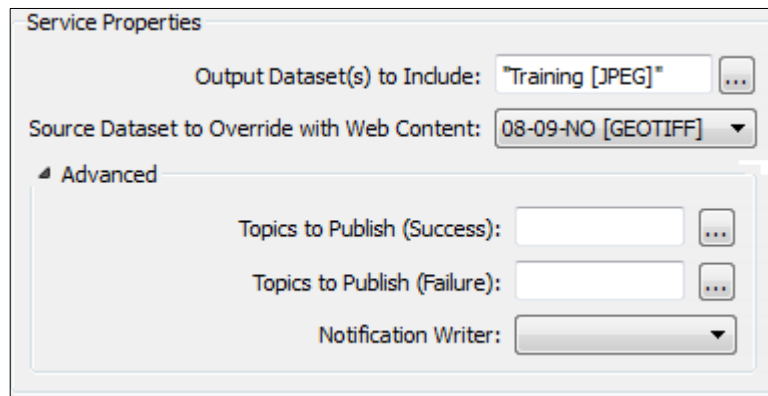 Service Properties
Output Dataset(s) to Include: "Training [JPEG]" ...
Source Dataset to Override with Web Content: 08-09-NO [GEOTIFF]
Advanced
Topics to Publish (Success): ...
Topics to Publish (Failure): ...
Notification Writer: